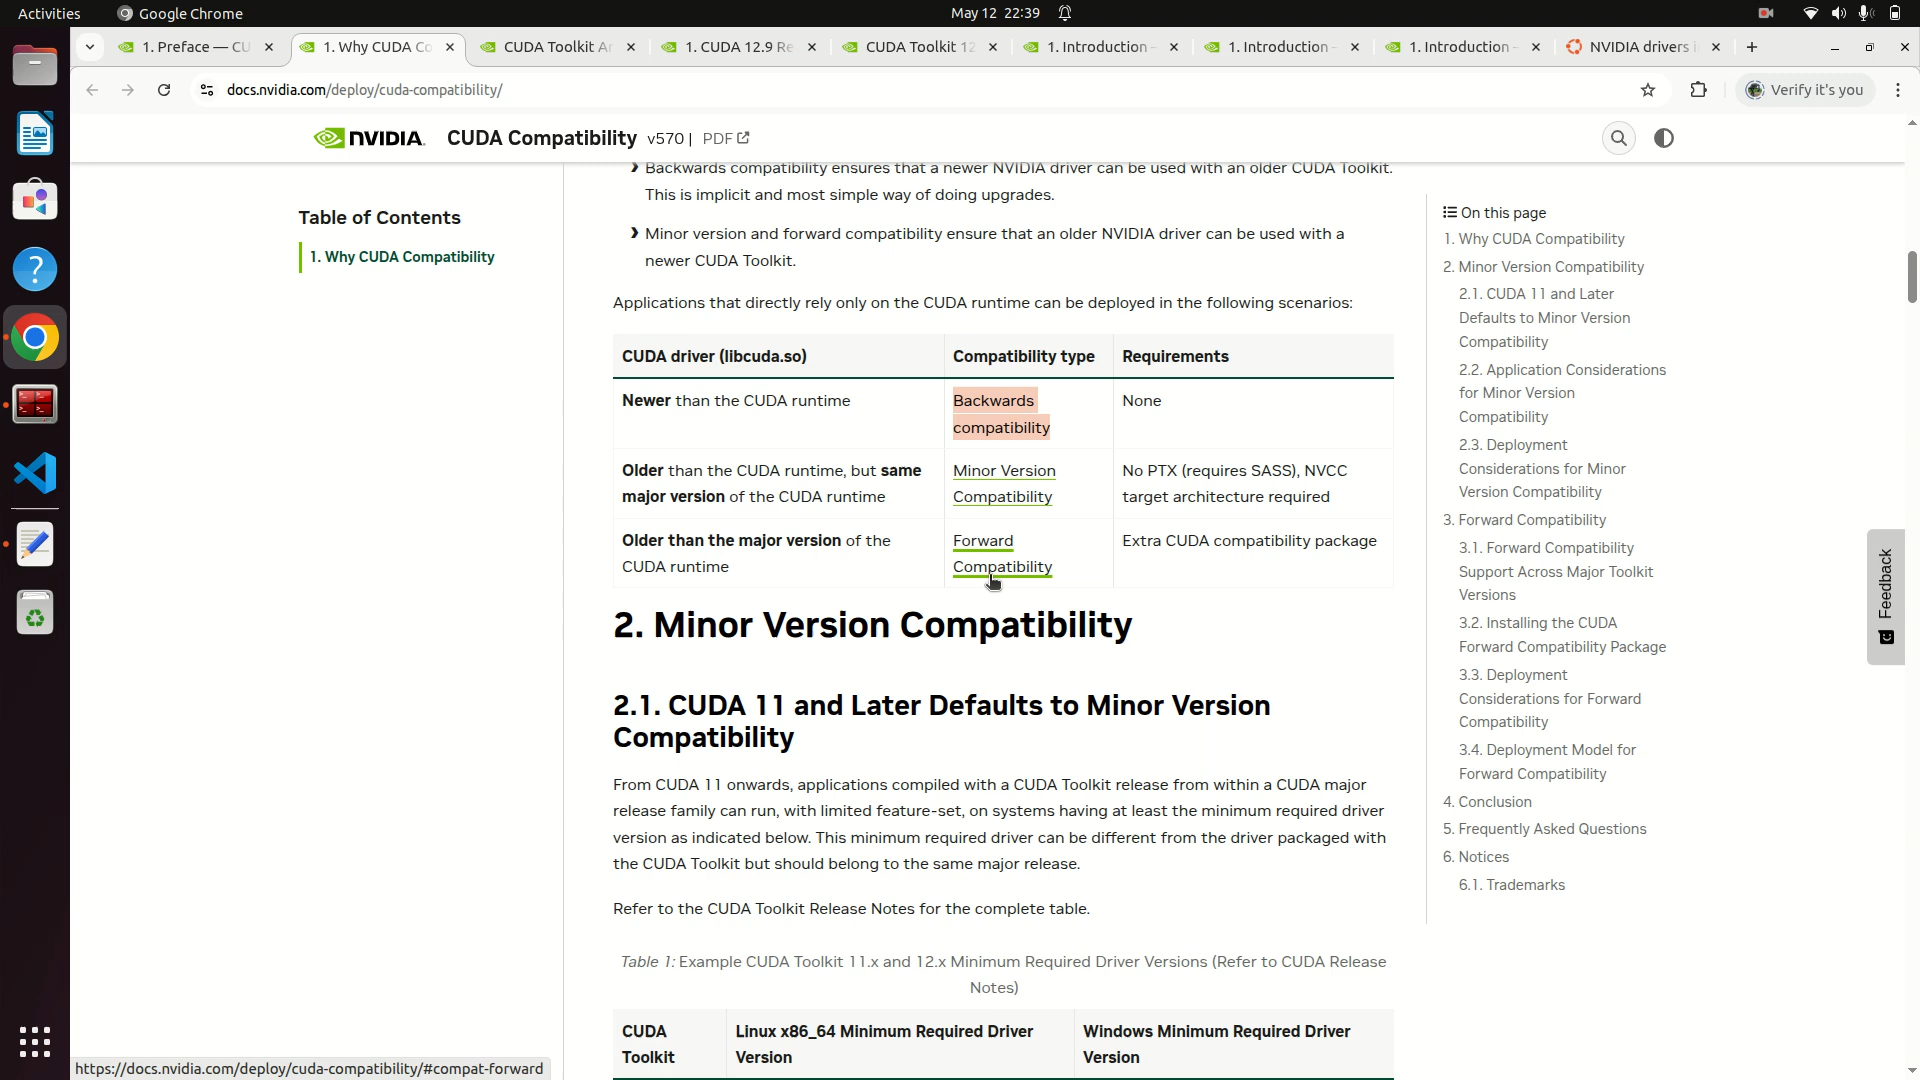 Activities
Google Chrome
May 12 22:39
1. Preface — CU
1. Why CUDA Co
CUDA Toolkit Ar
1. CUDA 12.9 Re
CUDA Toolkit 12
1. Introduction -
1. Introduction -
1. Introduction -
NVIDIA drivers i
docs.nvidia.com/deploy/cuda-compatibility/
Verify it's you
NVIDIA. CUDA Compatibility v570 | PDF
Table of Contents
1. Why CUDA Compatibility
Backwards compatibility ensures that a newer NVIDIA driver can be used with an older CUDA Toolkit.
This is implicit and most simple way of doing upgrades.
Minor version and forward compatibility ensure that an older NVIDIA driver can be used with a
newer CUDA Toolkit.
Applications that directly rely only on the CUDA runtime can be deployed in the following scenarios:
CUDA driver (libcuda.so)
Compatibility type
Requirements
Newer than the CUDA runtime
Backwards
compatibility
None
Older than the CUDA runtime, but same
major version of the CUDA runtime
Minor Version
Compatibility
No PTX (requires SASS), NVCC
target architecture required
Older than the major version of the
CUDA runtime
Forward
Compatibility
Extra CUDA compatibility package
2. Minor Version Compatibility
2.1. CUDA 11 and Later Defaults to Minor Version
Compatibility
From CUDA 11 onwards, applications compiled with a CUDA Toolkit release from within a CUDA major
release family can run, with limited feature-set, on systems having at least the minimum required driver
version as indicated below. This minimum required driver can be different from the driver packaged with
the CUDA Toolkit but should belong to the same major release.
Refer to the CUDA Toolkit Release Notes for the complete table.
Table 1: Example CUDA Toolkit 11.x and 12.x Minimum Required Driver Versions (Refer to CUDA Release
Notes)
CUDA
Toolkit
Linux x86_64 Minimum Required Driver
Version
Windows Minimum Required Driver
Version
On this page
1. Why CUDA Compatibility
2. Minor Version Compatibility
2.1. CUDA 11 and Later
Defaults to Minor Version
Compatibility
2.2. Application Considerations
for Minor Version
Compatibility
2.3. Deployment
Considerations for Minor
Version Compatibility
3. Forward Compatibility
3.1. Forward Compatibility
Support Across Major Toolkit
Versions
3.2. Installing the CUDA
Forward Compatibility Package
3.3. Deployment
Considerations for Forward
Compatibility
3.4. Deployment Model for
Forward Compatibility
4. Conclusion
5. Frequently Asked Questions
6. Notices
6.1. Trademarks
Feedback
https://docs.nvidia.com/deploy/cuda-compatibility/#compat-forward